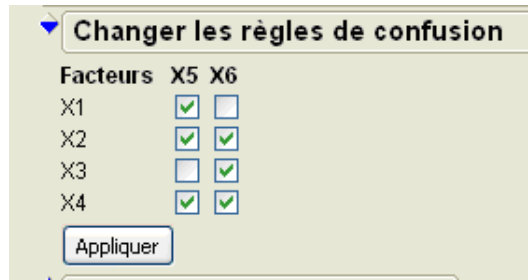 Changer les règles de confusion
Facteurs X5 X6
X1
X2
X3
X4
Appliquer